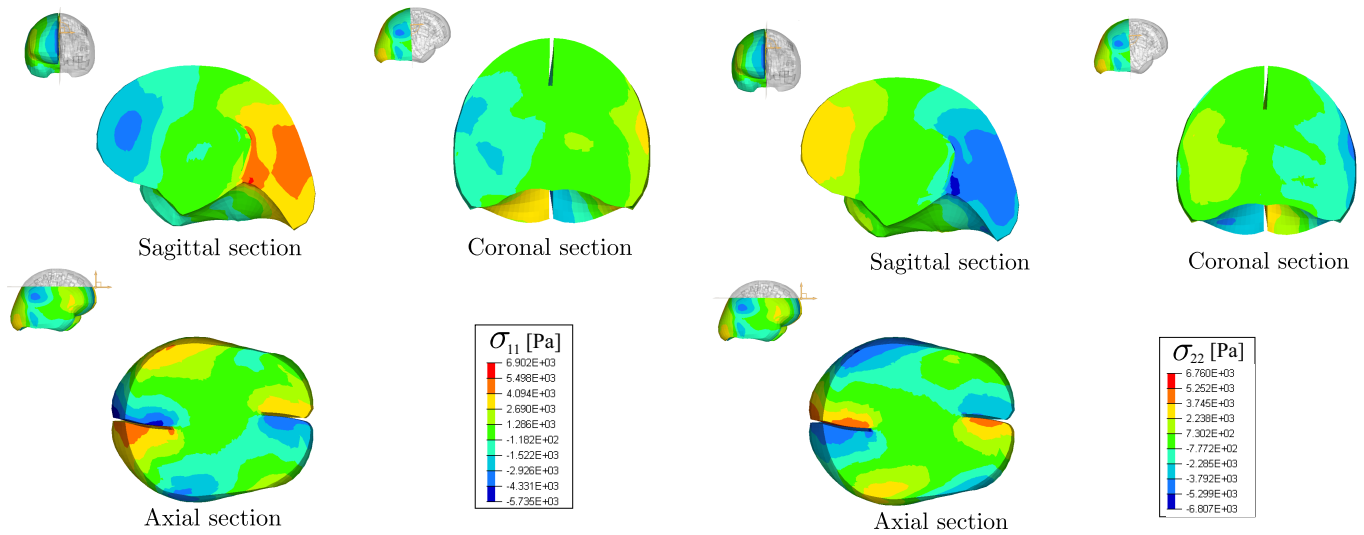 Sagittal section
Coronal section
Axial section
σ₁₁ [Pa]
6.902E+03
5.498E+03
4.094E+03
2.690E+03
1.286E+03
-1.182E+02
-1.522E+03
-2.926E+03
-4.331E+03
-5.735E+03
Sagittal section
Coronal section
Axial section
σ₂₂ [Pa]
6.760E+03
5.252E+03
3.745E+03
2.238E+03
7.302E+02
-7.772E+02
-2.285E+03
-3.792E+03
-5.299E+03
-6.807E+03